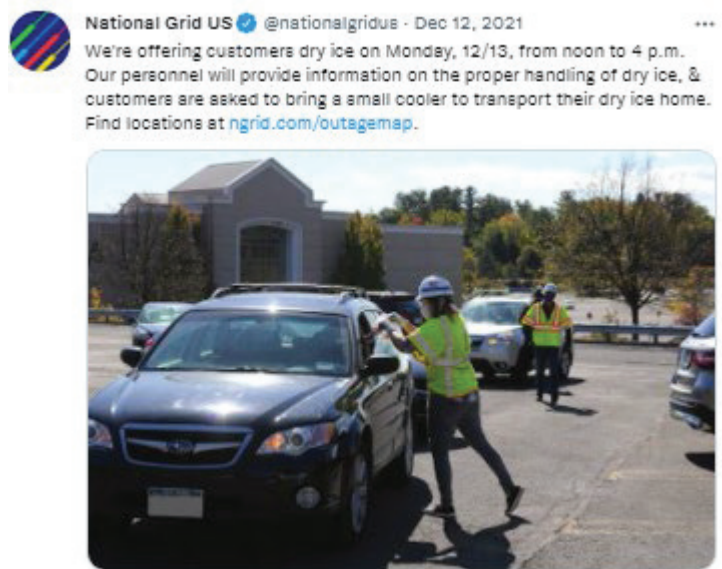 National Grid US @nationalgridus · Dec 12, 2021
We're offering customers dry ice on Monday, 12/13, from noon to 4 p.m.
Our personnel will provide information on the proper handling of dry ice, &
customers are asked to bring a small cooler to transport their dry ice home.
Find locations at ngrid.com/outagemap.